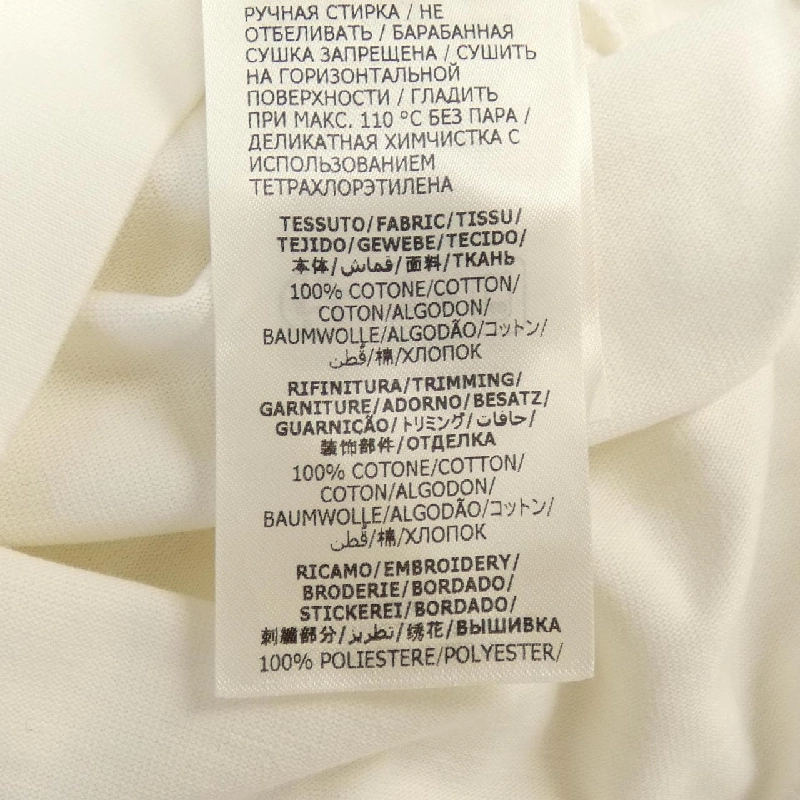 РУЧНАЯ СТИРКА / НЕ
ОТБЕЛИВАТЬ / БАРАБАННАЯ
СУШКА ЗАПРЕЩЕНА / СУШИТЬ
НА ГОРИЗОНТАЛЬНОЙ
ПОВЕРХНОСТИ / ГЛАДИТЬ
ПРИ МАКС. 110 °C БЕЗ ПАРА /
ДЕЛИКАТНАЯ ХИМЧИСТКА С
ИСПОЛЬЗОВАНИЕМ
ТЕТРАХЛОРЭТИЛЕНА
TESSUTO/FABRIC/TISSU/
TEJIDO/GEWEBE/TECIDO/
本体/قماش/面料/ТКАНЬ
100% COTONE/COTTON/
COTON/ALGODON/
BAUMWOLLE/ALGODÃO/コットン/
قُطن/棉/ХЛОПОК
RIFINITURA/TRIMMING/
GARNITURE/ADORNO/BESATZ/
GUARNIÇÃO/トリミング/حافات/
装饰部件/ОТДЕЛКА
100% COTONE/COTTON/
COTON/ALGODON/
BAUMWOLLE/ALGODÃO/コットン/
قُطن/棉/ХЛОПОК
RICAMO/EMBROIDERY/
BRODERIE/BORDADO/
STICKEREI/BORDADO/
刺繍部分/تطريز/绣花/ВЫШИВКА
100% POLIESTERE/POLYESTER/